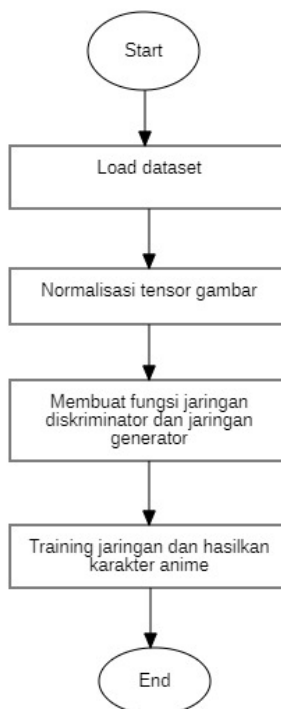 Start
Load dataset
Normalisasi tensor gambar
Membuat fungsi jaringan
diskriminator dan jaringan
generator
Training jaringan dan hasilkan
karakter anime
End